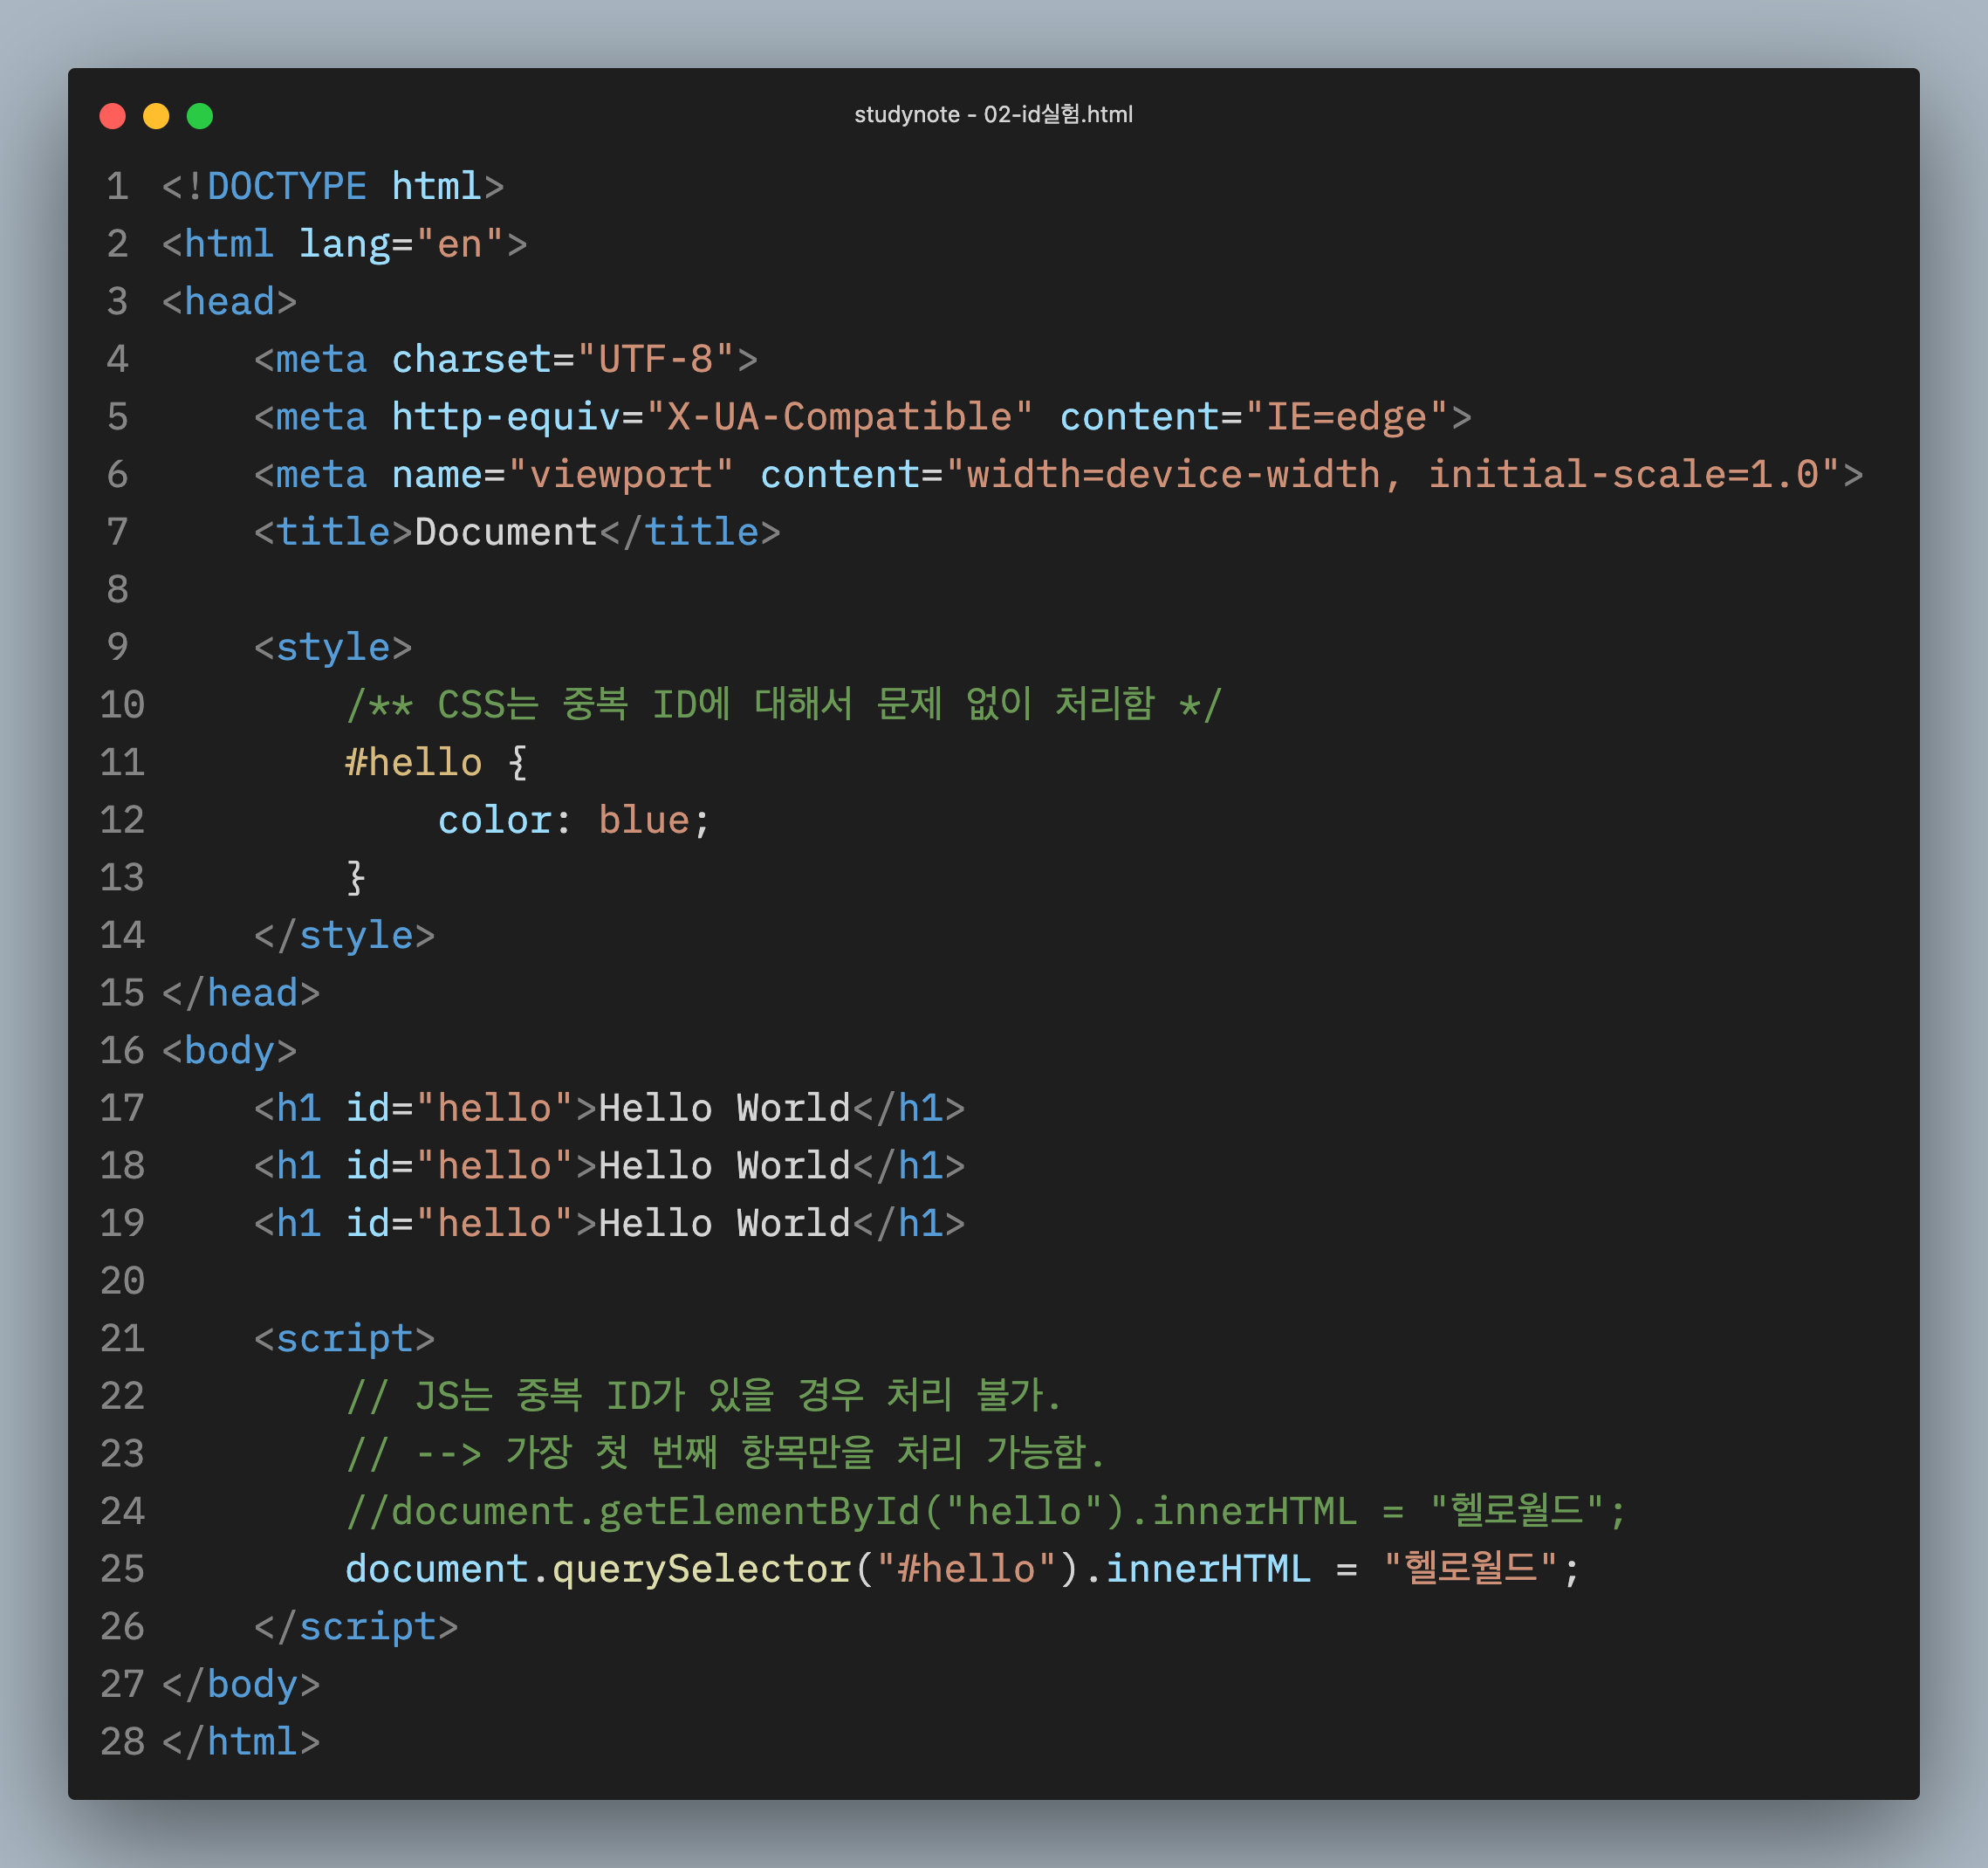 studynote - 02-id실험.html
1 <!DOCTYPE html>
2 <html lang="en">
3 <head>
4     <meta charset="UTF-8">
5     <meta http-equiv="X-UA-Compatible" content="IE=edge">
6     <meta name="viewport" content="width=device-width, initial-scale=1.0">
7     <title>Document</title>
8
9     <style>
10         /** CSS는 중복 ID에 대해서 문제 없이 처리함 */
11         #hello {
12             color: blue;
13         }
14     </style>
15 </head>
16 <body>
17     <h1 id="hello">Hello World</h1>
18     <h1 id="hello">Hello World</h1>
19     <h1 id="hello">Hello World</h1>
20
21     <script>
22         // JS는 중복 ID가 있을 경우 처리 불가.
23         // --> 가장 첫 번째 항목만을 처리 가능함.
24         //document.getElementById("hello").innerHTML = "헬로월드";
25         document.querySelector("#hello").innerHTML = "헬로월드";
26     </script>
27 </body>
28 </html>